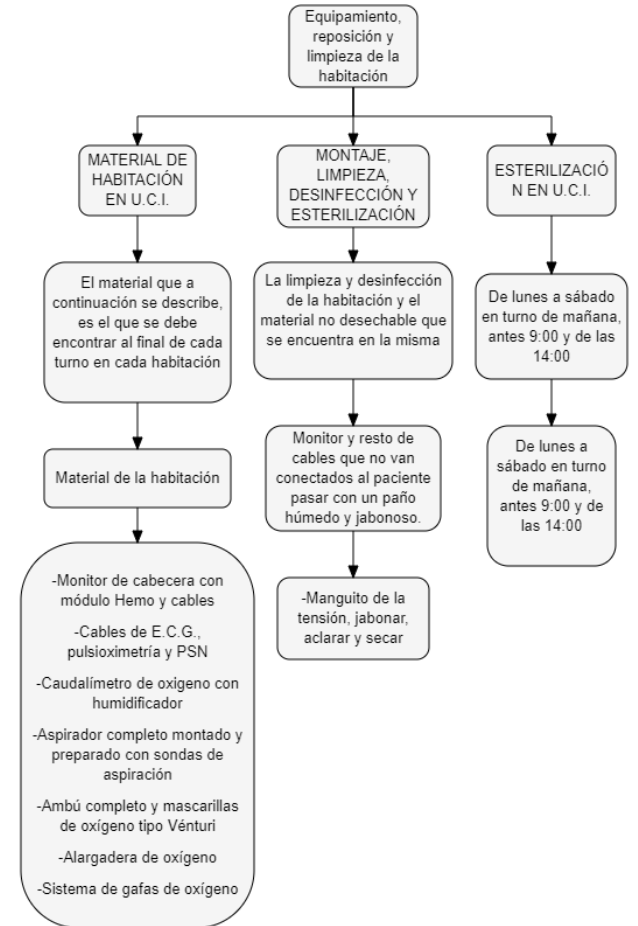 Equipamiento,
reposición y
limpieza de la
habitación
MATERIAL DE
HABITACIÓN
EN U.C.I.
El material que a
continuación se describe,
es el que se debe
encontrar al final de cada
turno en cada habitación
Material de la habitación
-Monitor de cabecera con
módulo Hemo y cables
-Cables de E.C.G.,
pulsioximetría y PSN
-Caudalímetro de oxigeno con
humidificador
-Aspirador completo montado y
preparado con sondas de
aspiración
-Ambú completo y mascarillas
de oxígeno tipo Vénturi
-Alargadera de oxígeno
-Sistema de gafas de oxígeno
MONTAJE,
LIMPIEZA,
DESINFECCIÓN Y
ESTERILIZACIÓN
La limpieza y desinfección
de la habitación y el
material no desechable que
se encuentra en la misma
Monitor y resto de
cables que no van
conectados al paciente
pasar con un paño
húmedo y jabonoso.
-Manguito de la
tensión, jabonar,
aclarar y secar
ESTERILIZACIÓ
N EN U.C.I.
De lunes a sábado
en turno de mañana,
antes 9:00 y de las
14:00
De lunes a
sábado en turno
de mañana,
antes 9:00 y de
las 14:00